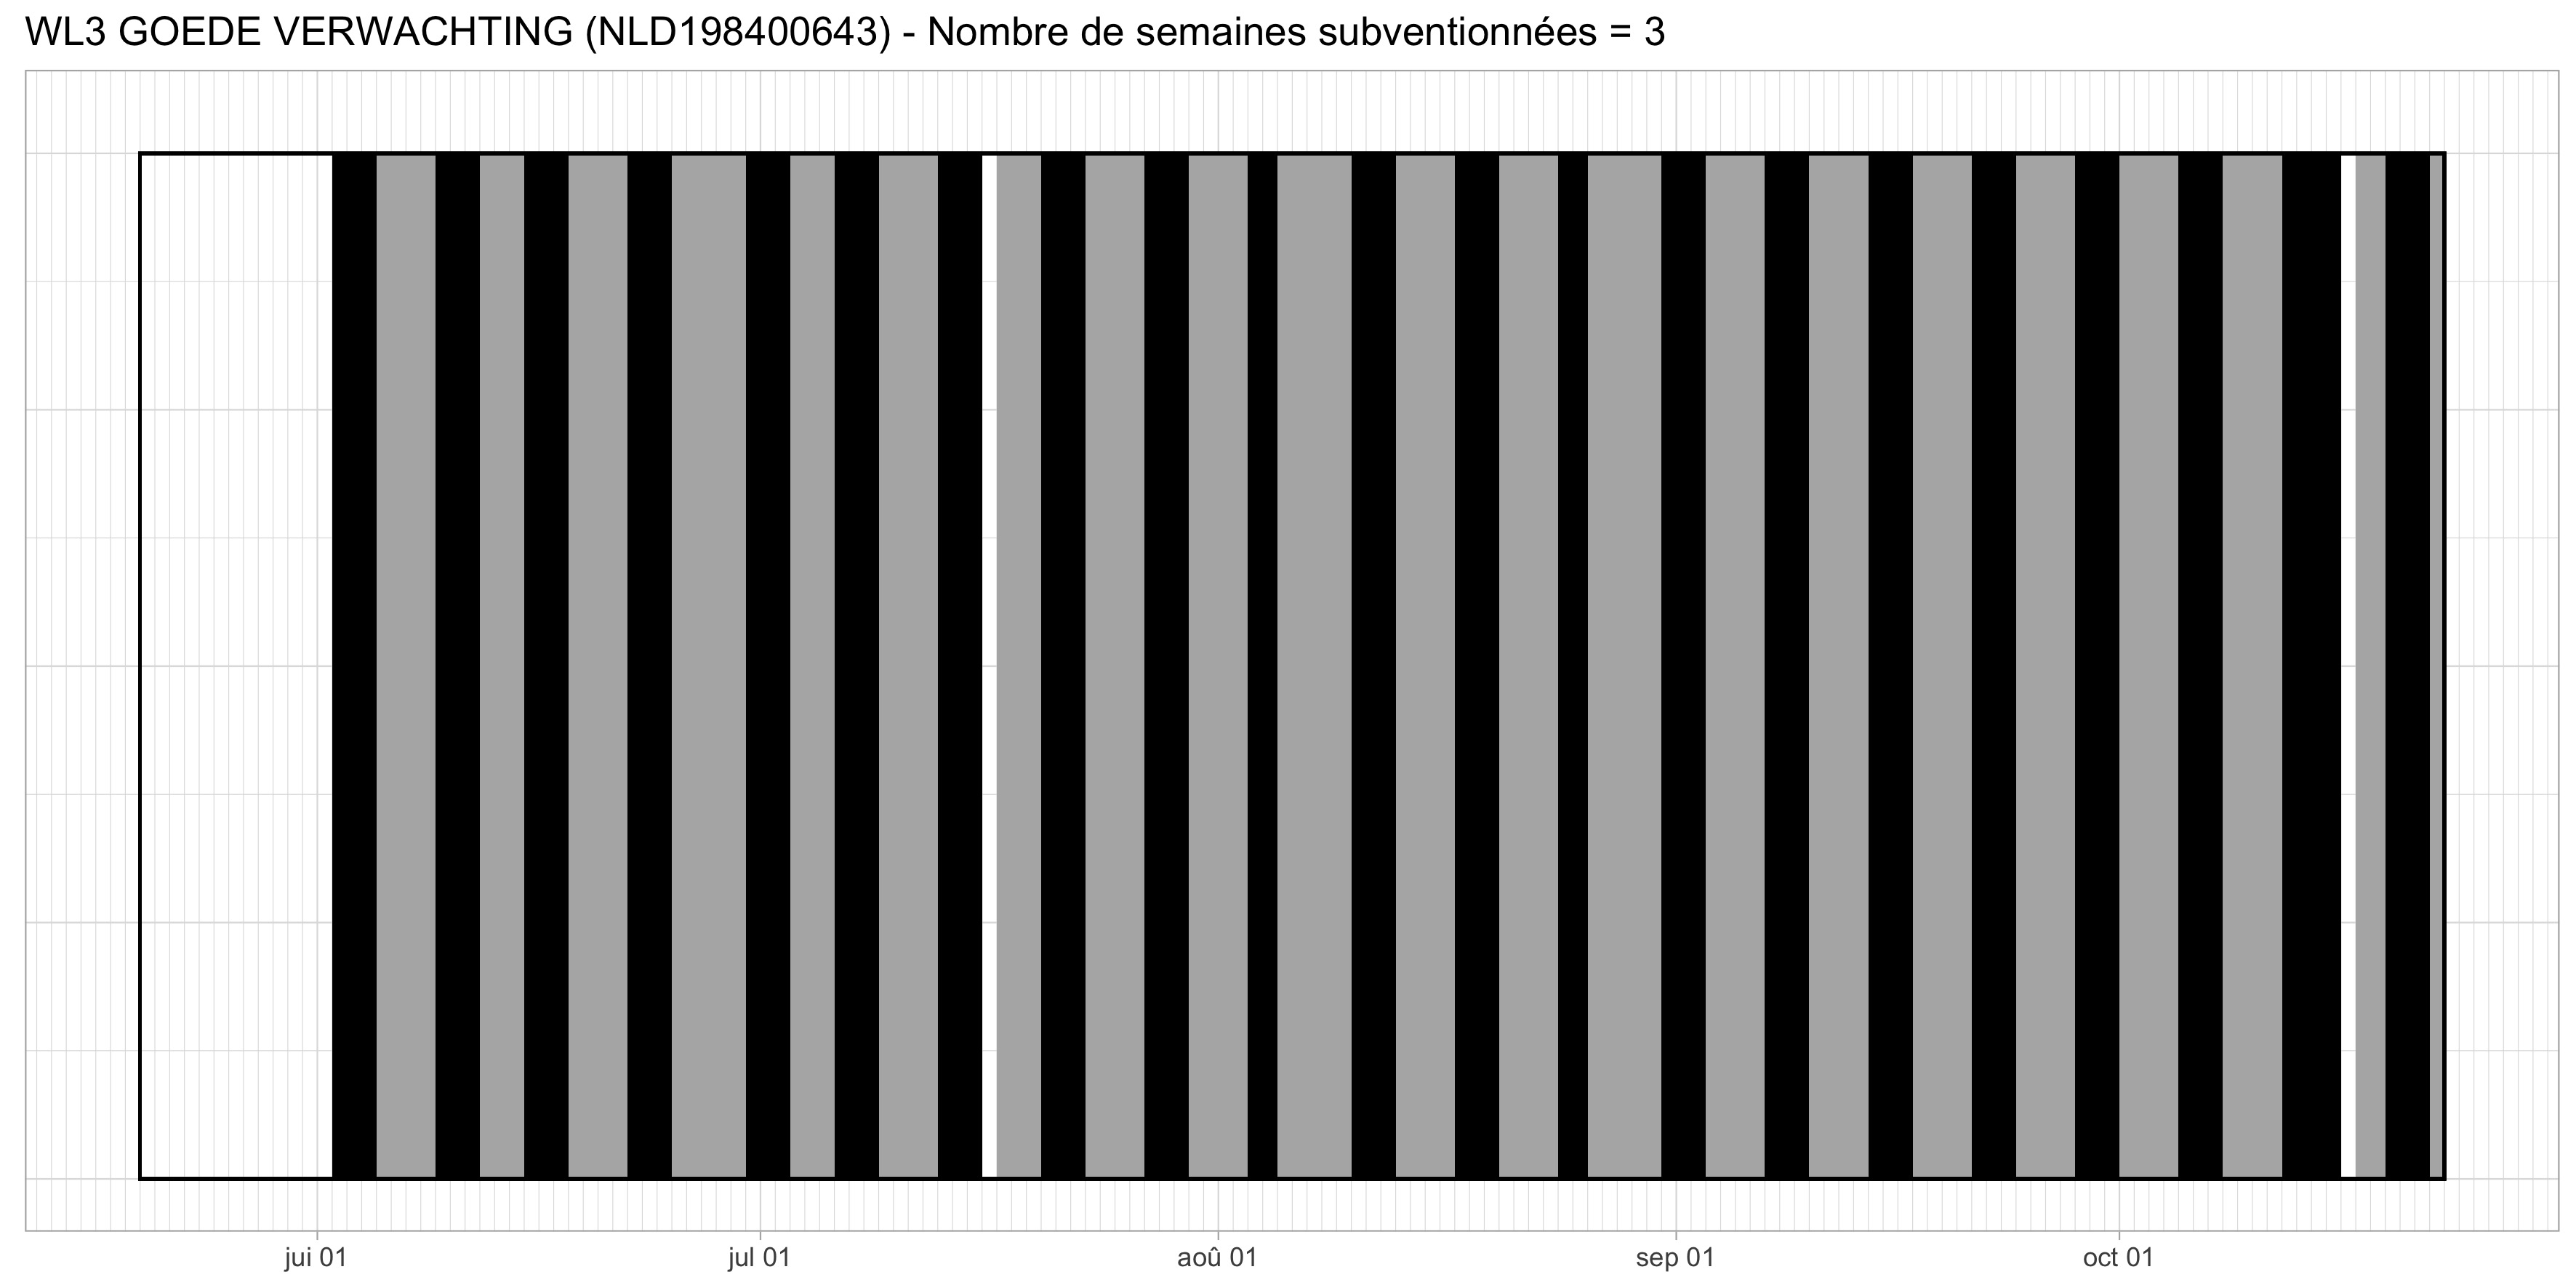 WL3 GOEDE VERWACHTING (NLD198400643) - Nombre de semaines subventionnées = 3
jui 01 jul 01 aoû 01 sep 01 oct 01